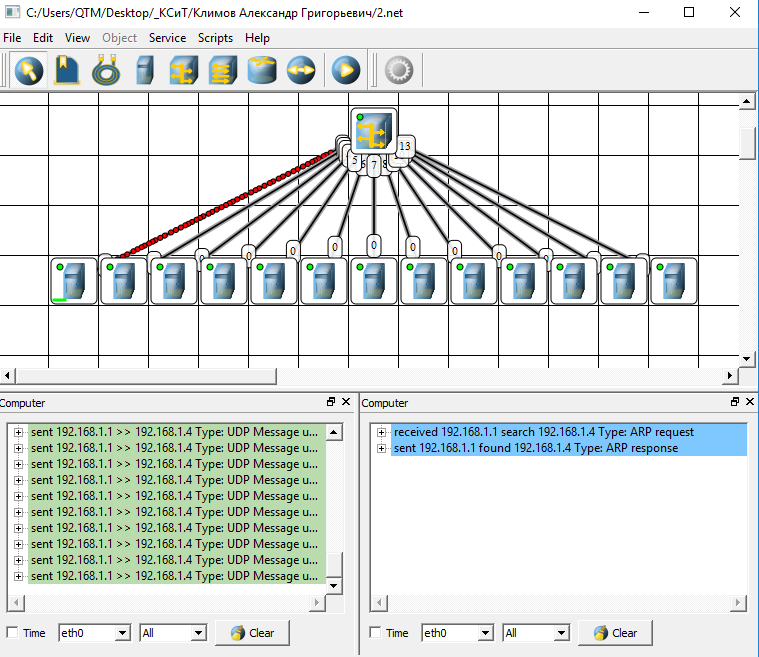 C:/Users/QTM/Desktop/_КСиТ/Климов Александр Григорьевич/2.net
File Edit View Object Service Scripts Help
13
5 6 7 8
0 0 0 0 0 0 0 0
Computer
sent 192.168.1.1 >> 192.168.1.4 Type: UDP Message u...
sent 192.168.1.1 >> 192.168.1.4 Type: UDP Message u...
sent 192.168.1.1 >> 192.168.1.4 Type: UDP Message u...
sent 192.168.1.1 >> 192.168.1.4 Type: UDP Message u...
sent 192.168.1.1 >> 192.168.1.4 Type: UDP Message u...
sent 192.168.1.1 >> 192.168.1.4 Type: UDP Message u...
sent 192.168.1.1 >> 192.168.1.4 Type: UDP Message u...
sent 192.168.1.1 >> 192.168.1.4 Type: UDP Message u...
sent 192.168.1.1 >> 192.168.1.4 Type: UDP Message u...
sent 192.168.1.1 >> 192.168.1.4 Type: UDP Message u...
Time eth0 All Clear
Computer
received 192.168.1.1 search 192.168.1.4 Type: ARP request
sent 192.168.1.1 found 192.168.1.4 Type: ARP response
Time eth0 All Clear